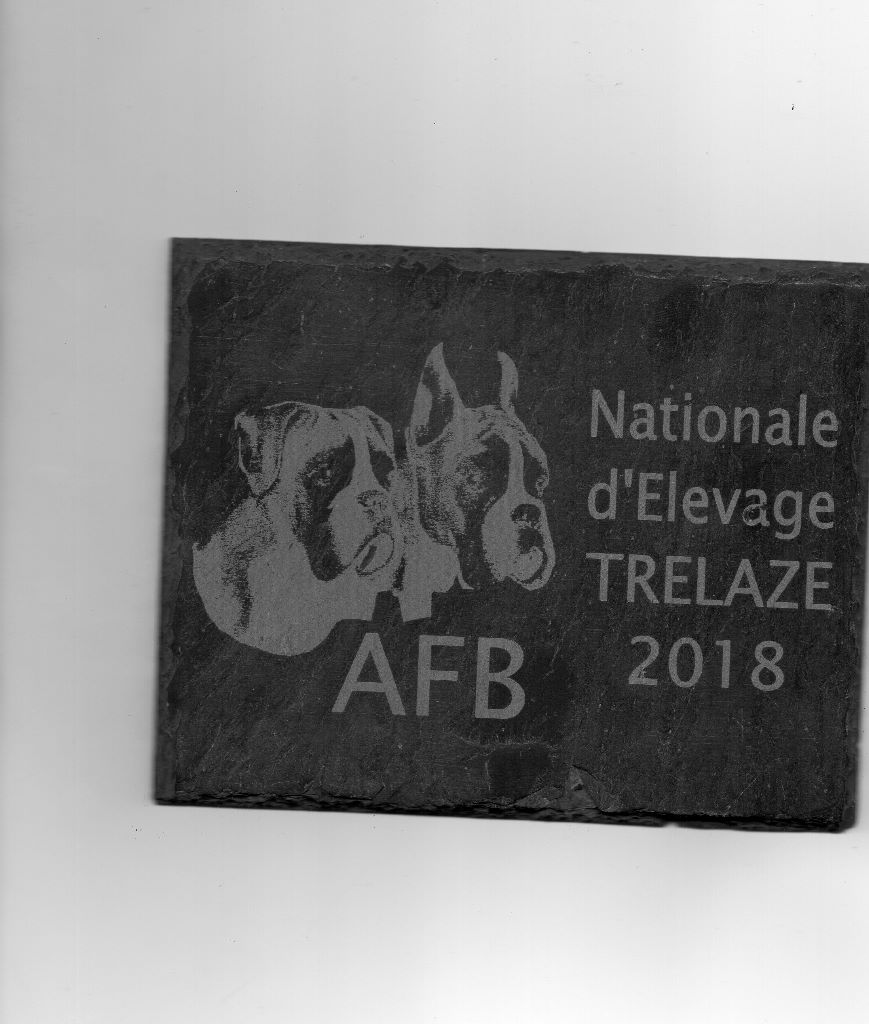 Nationale
d'Elevage
TRELAZE
2018
AFB